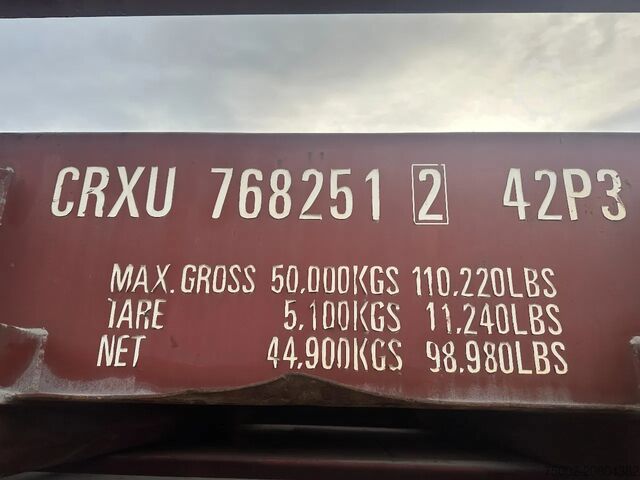 CRXU 768251 2 42P3
MAX. GROSS 50.000KGS 110.220LBS
TARE 5.100KGS 11.240LBS
NET 44.900KGS 98.980LBS